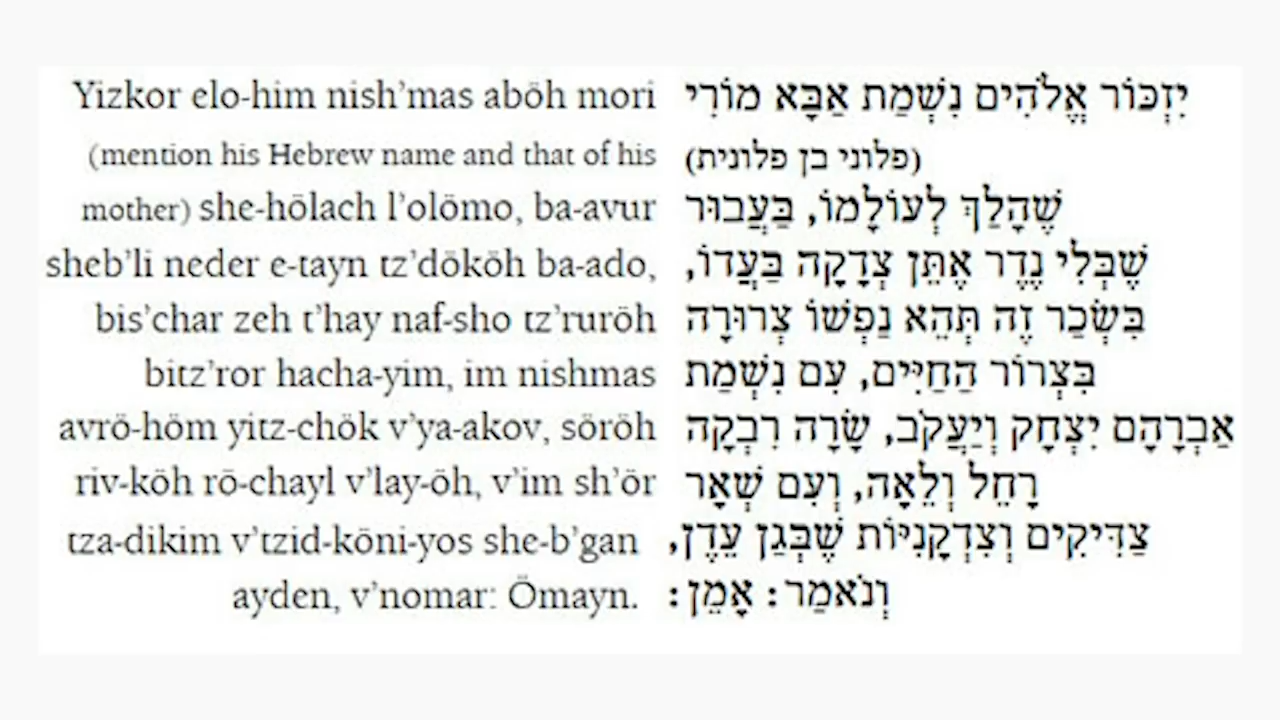 Yizkor elo-him nish’mas aböh mori
(mention his Hebrew name and that of his
mother) she-hölach l’olömo, ba-avur
sheb’li neder e-tayn tz’dököh ba-ado,
bis’char zeh t’hay naf-sho tz’ruröh
bitz’ror hacha-yim, im nishmas
avrö-höm yitz-chök v’ya-akov, söröh
riv-köh rō-chayl v’lay-öh, v’im sh’ör
tza-dikim v’tzid-köni-yos she-b’gan
ayden, v’nomar: Ömayn.
יִזְכּוֹר אֱלֹהִים נִשְׁמַת אַבָּא מוֹרִי
(פלוני בן פלונית)
שֶׁהָלַךְ לְעוֹלָמוֹ, בַּעֲבוּר
שֶׁבְּלִי נֶדֶר אֶתֵּן צְדָקָה בַּעֲדוֹ,
בִּשְׂכַר זֶה תְּהֵא נַפְשׁוֹ צְרוּרָה
בִּצְרוֹר הַחַיִּים, עִם נִשְׁמַת
אַבְרָהָם יִצְחָק וְיַעֲקֹב, שָׂרָה רִבְקָה
רָחֵל וְלֵאָה, וְעִם שְׁאָר
צַדִּיקִים וְצִדְקָנִיּוֹת שֶׁבְּגַן עֵדֶן,
וְנֹאמַר: אָמֵן: